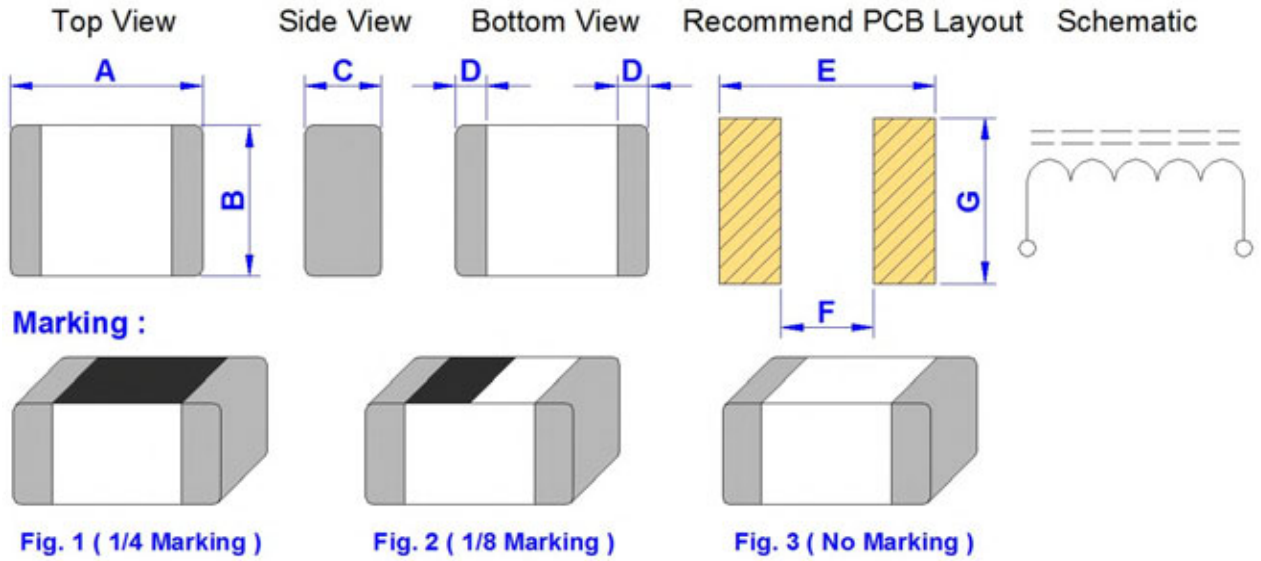 Top View Side View Bottom View Recommend PCB Layout Schematic
A C D D E
B G
F
Marking :
Fig. 1 ( 1/4 Marking ) Fig. 2 ( 1/8 Marking ) Fig. 3 ( No Marking )